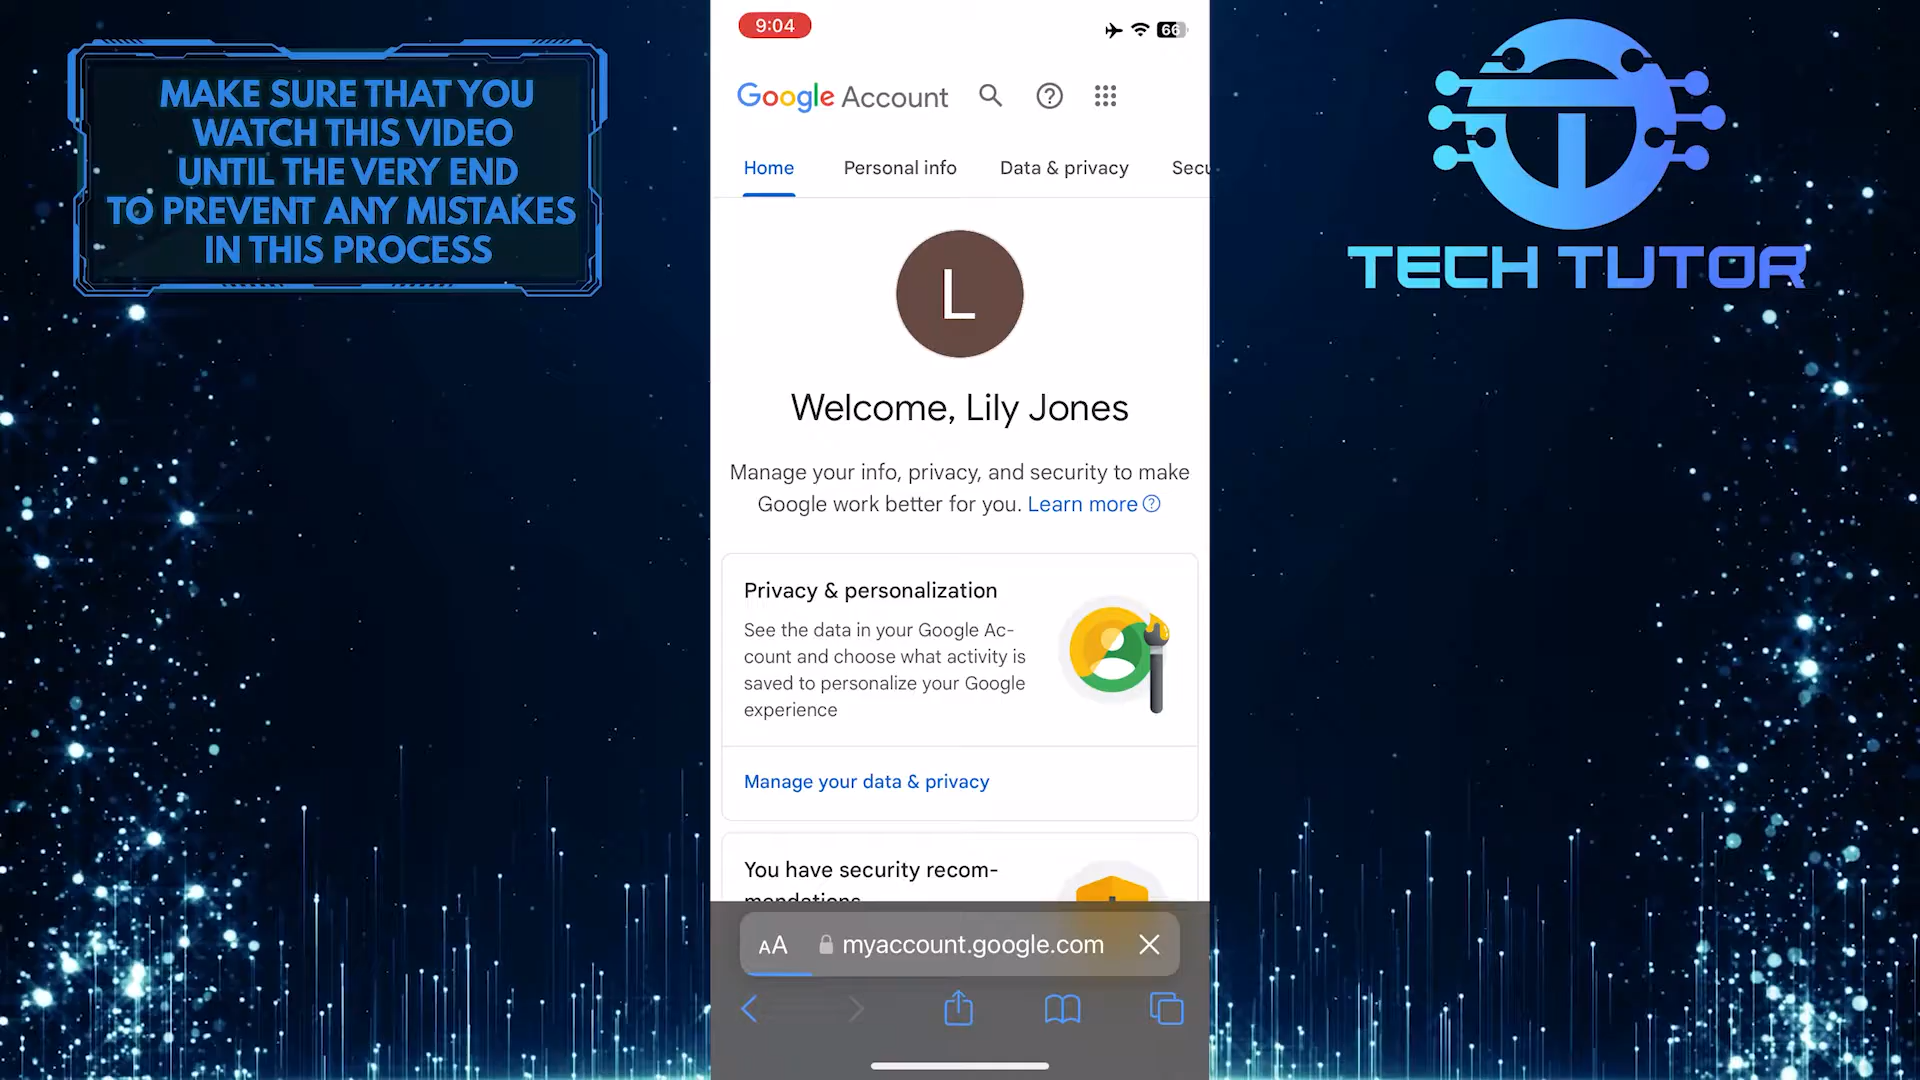 MAKE SURE THAT YOU
WATCH THIS VIDEO
UNTIL THE VERY END
TO PREVENT ANY MISTAKES
IN THIS PROCESS
9:04
66
Google Account
Home
Personal info
Data & privacy
Secu
L
Welcome, Lily Jones
Manage your info, privacy, and security to make
Google work better for you. Learn more
Privacy & personalization
See the data in your Google Ac-
count and choose what activity is
saved to personalize your Google
experience
Manage your data & privacy
You have security recom-
mendations
AA
myaccount.google.com
TECH TUTOR